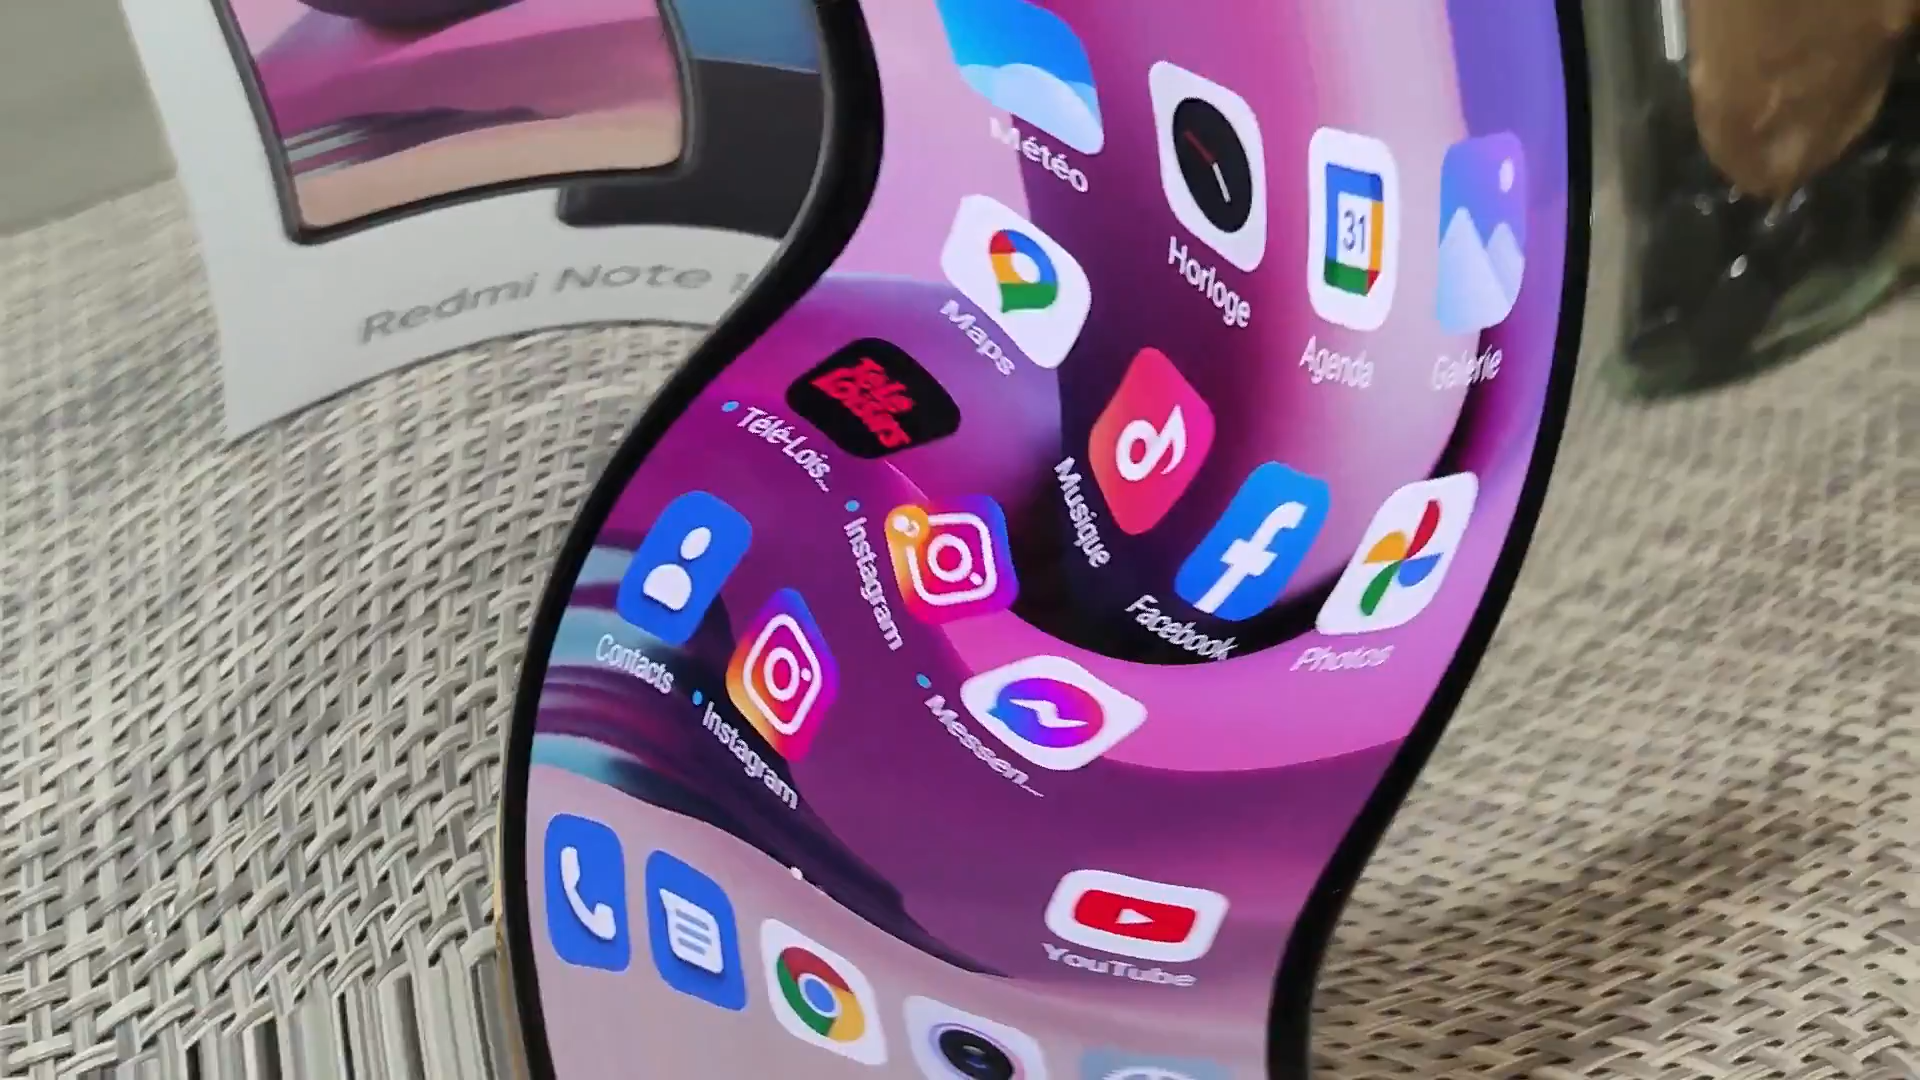 Redmi Note
Météo
Horloge
31
Agenda
Galerie
Maps
Télé
Loisirs
Télé-Lois...
Musique
Facebook
Photos
Instagram
Contacts
Instagram
Messen...
YouTube